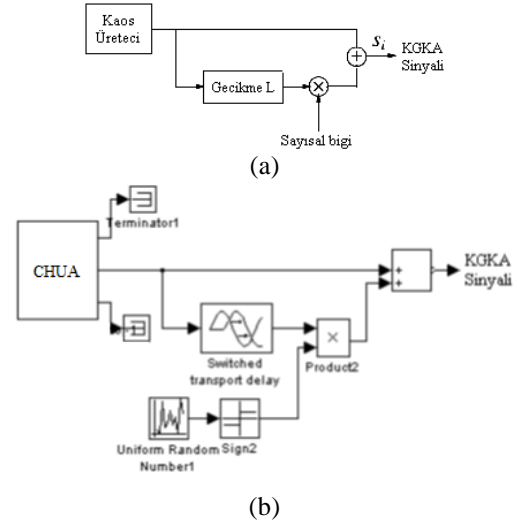 Kaos
Üreteci
Gecikme L
×
+
Sᵢ
KGKA
Sinyali
Sayısal bigi
(a)
Terminator1
CHUA
+
+
KGKA
Sinyali
Switched
transport delay
×
Product2
Uniform Random
Number1
Sign2
(b)